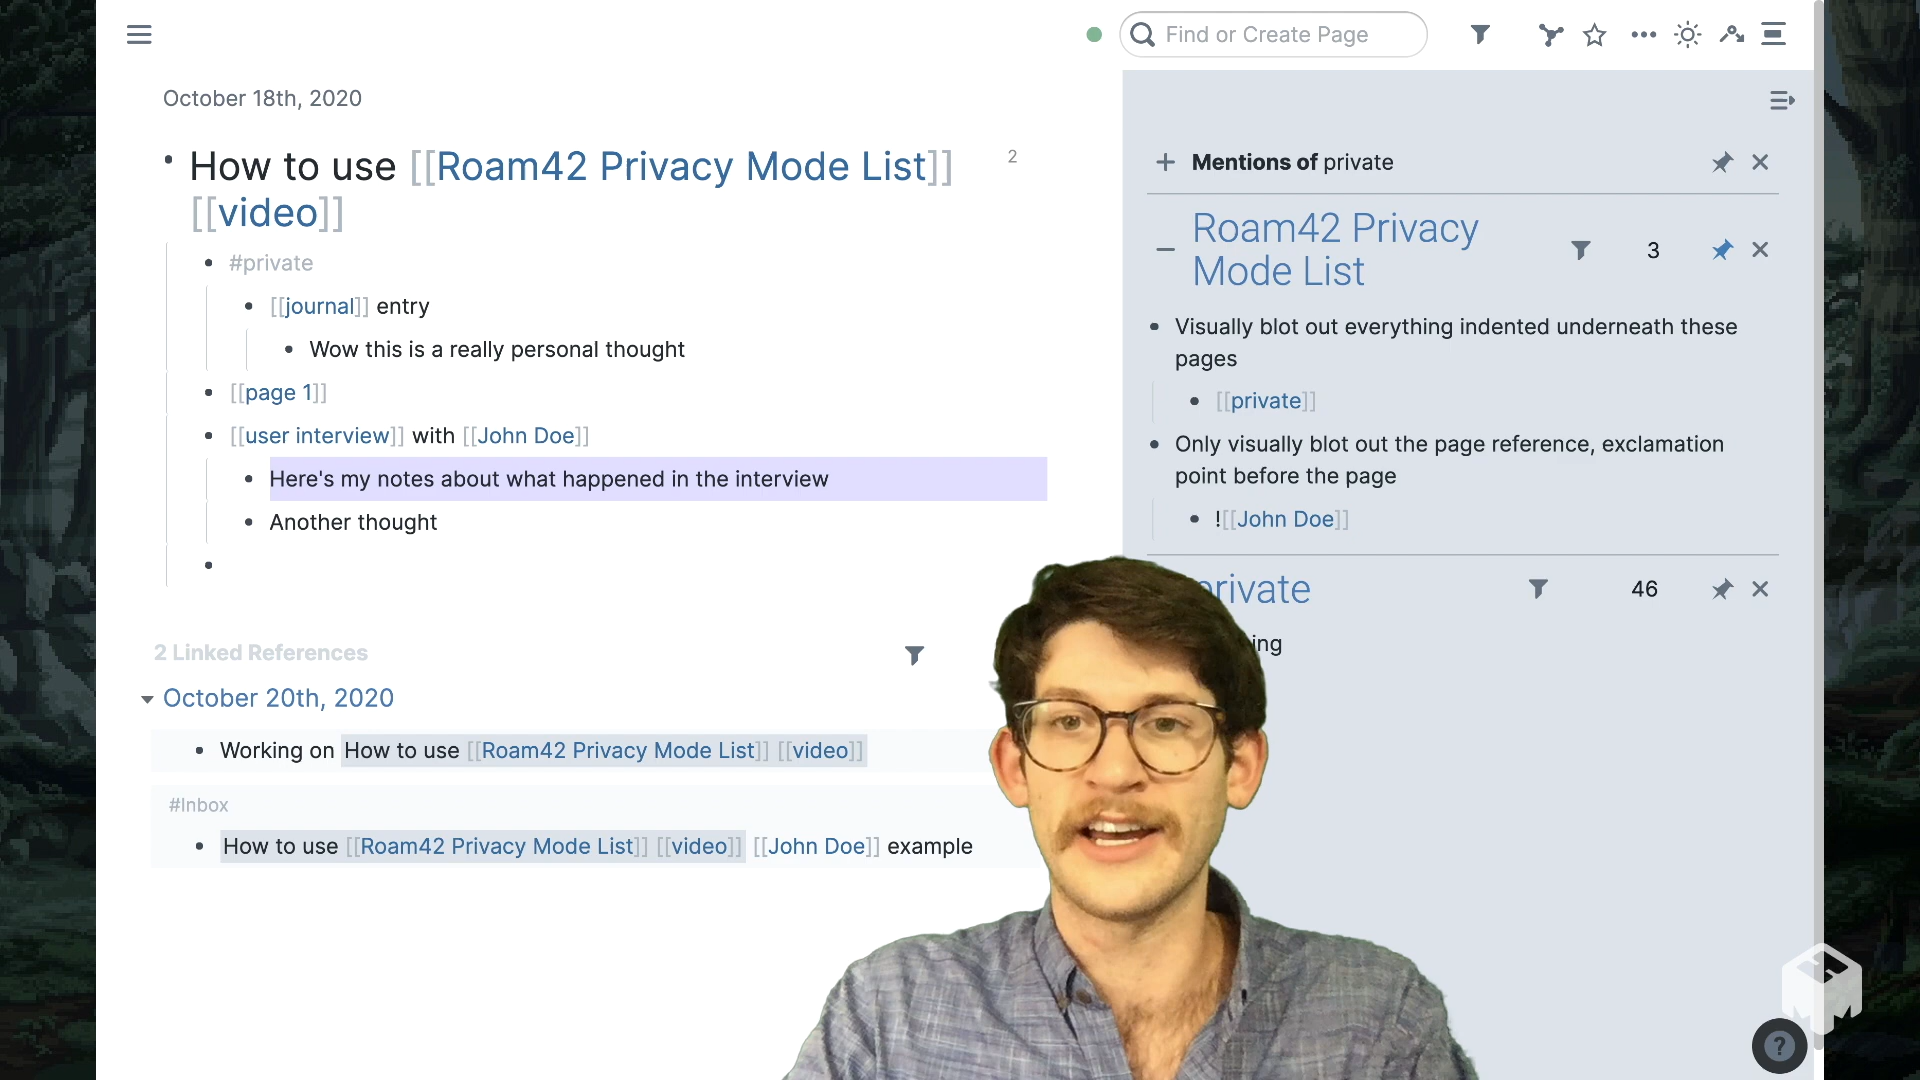 Find or Create Page
October 18th, 2020
How to use [[Roam42 Privacy Mode List]]
[[video]]
2
#private
[[journal]] entry
Wow this is a really personal thought
[[page 1]]
[[user interview]] with [[John Doe]]
Here's my notes about what happened in the interview
Another thought
2 Linked References
October 20th, 2020
Working on How to use [[Roam42 Privacy Mode List]] [[video]]
#Inbox
How to use [[Roam42 Privacy Mode List]] [[video]] [[John Doe]] example
Mentions of private
Roam42 Privacy
Mode List
3
Visually blot out everything indented underneath these
pages
[[private]]
Only visually blot out the page reference, exclamation
point before the page
![[John Doe]]
private
46
?